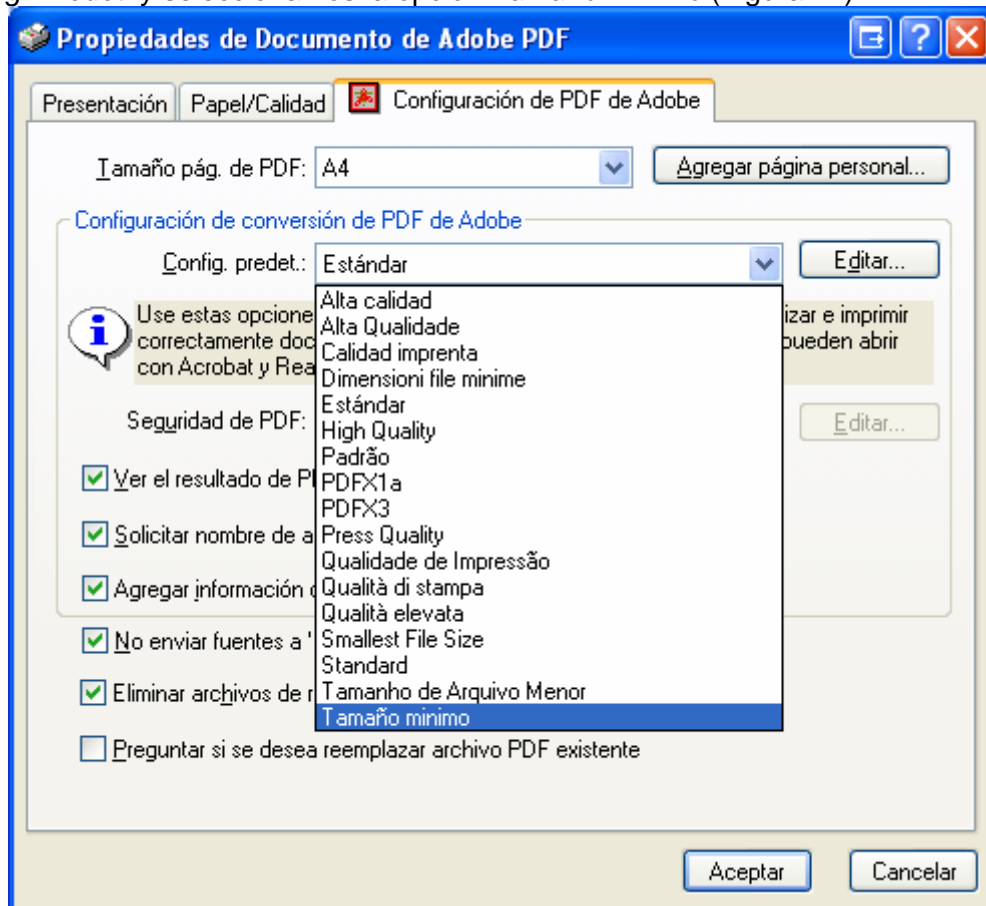 Propiedades de Documento de Adobe PDF
Presentación Papel/Calidad Configuración de PDF de Adobe
Tamaño pág. de PDF: A4 Agregar página personal...
Configuración de conversión de PDF de Adobe
Config. predet.: Estándar Editar...
Use estas opcione
izar e imprimir
correctamente doc
pueden abrir
con Acrobat y Rea
Alta calidad
Alta Qualidade
Calidad imprenta
Dimensioni file minime
Estándar
High Quality
Padrão
PDFX1a
PDFX3
Press Quality
Qualidade de Impressão
Qualità di stampa
Qualità elevata
Smallest File Size
Standard
Tamanho de Arquivo Menor
Tamaño minimo
Seguridad de PDF: Editar...
Ver el resultado de P
Solicitar nombre de a
Agregar información
No enviar fuentes a '
Eliminar archivos de r
Preguntar si se desea reemplazar archivo PDF existente
Aceptar Cancelar